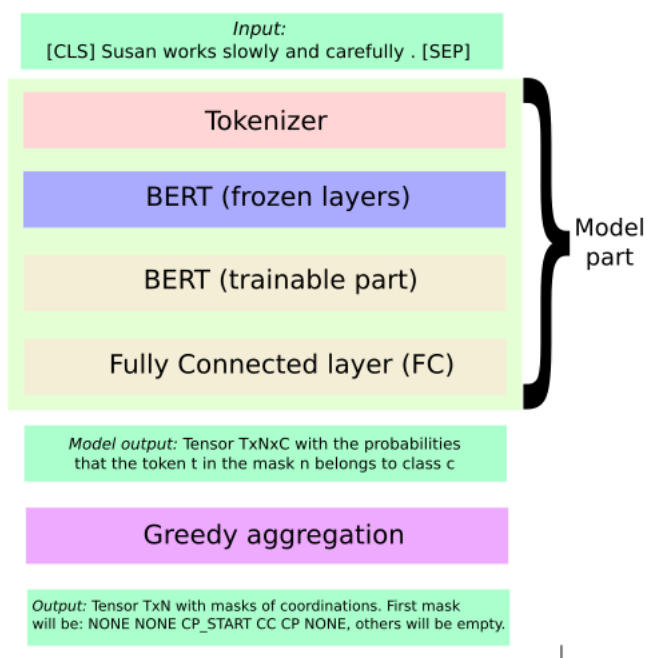 Input:
[CLS] Susan works slowly and carefully . [SEP]
Tokenizer
BERT (frozen layers)
BERT (trainable part)
Fully Connected layer (FC)
Model
part
Model output: Tensor TxNxC with the probabilities
that the token t in the mask n belongs to class c
Greedy aggregation
Output: Tensor TxN with masks of coordinations. First mask
will be: NONE NONE CP_START CC CP NONE, others will be empty.